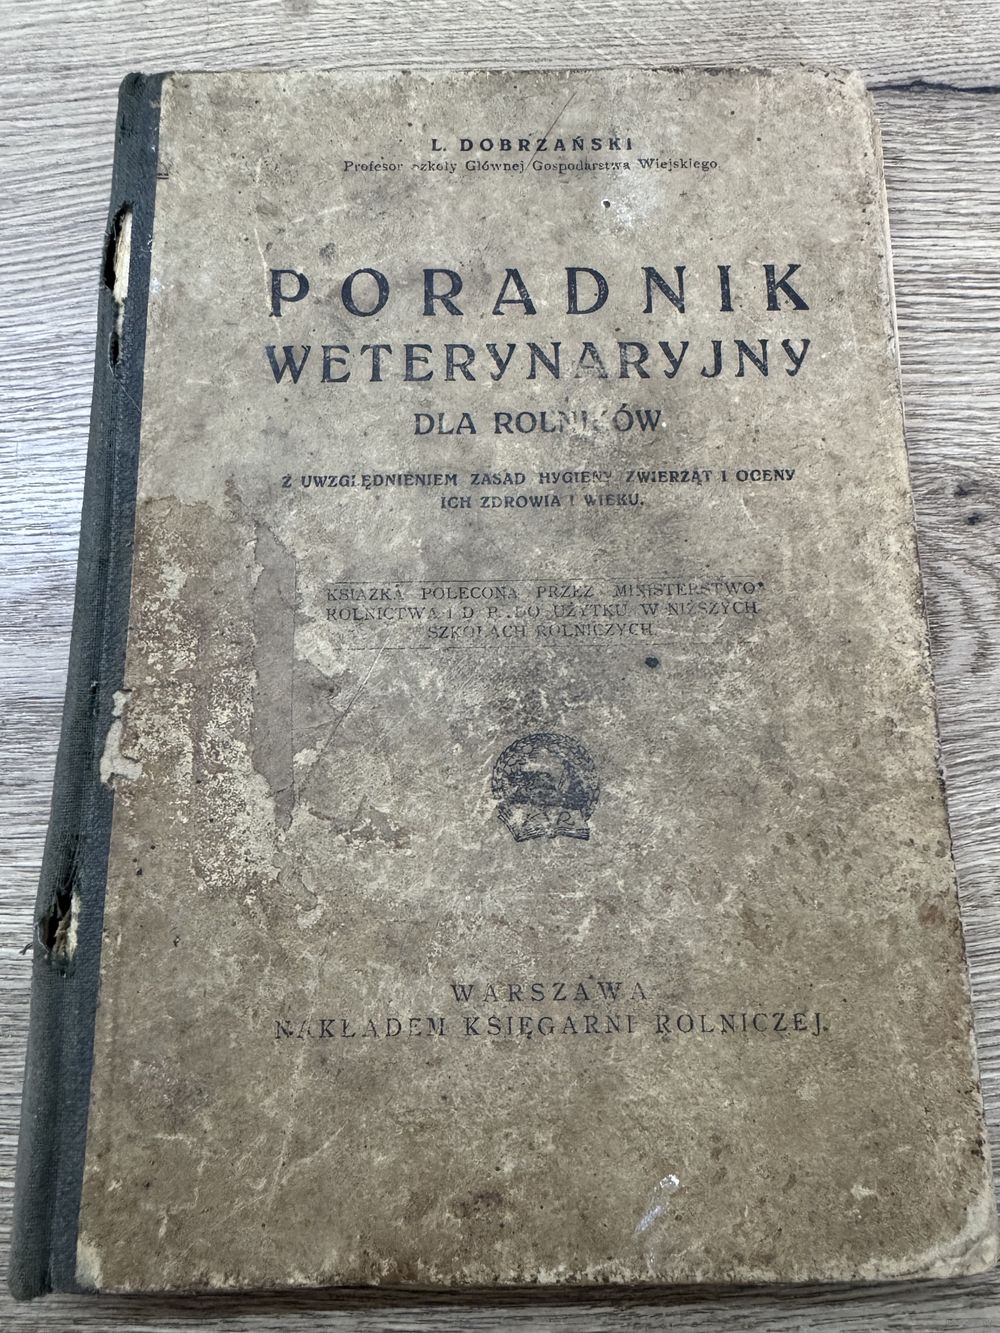 L. DOBRZAŃSKI
Profesor Szkoły Głównej Gospodarstwa Wiejskiego
PORADNIK
WETERYNARYJNY
DLA ROLNIKÓW
Z UWZGLĘDNIENIEM ZASAD HYGIENY ZWIERZĄT I OCENY
ICH ZDROWIA I WIEKU.
KSIĄŻKA POLECONA PRZEZ MINISTERSTWO
ROLNICTWA I D. P. DO UŻYTKU W NIŻSZYCH
SZKOŁACH ROLNICZYCH.
WARSZAWA
NAKŁADEM KSIĘGARNI ROLNICZEJ.